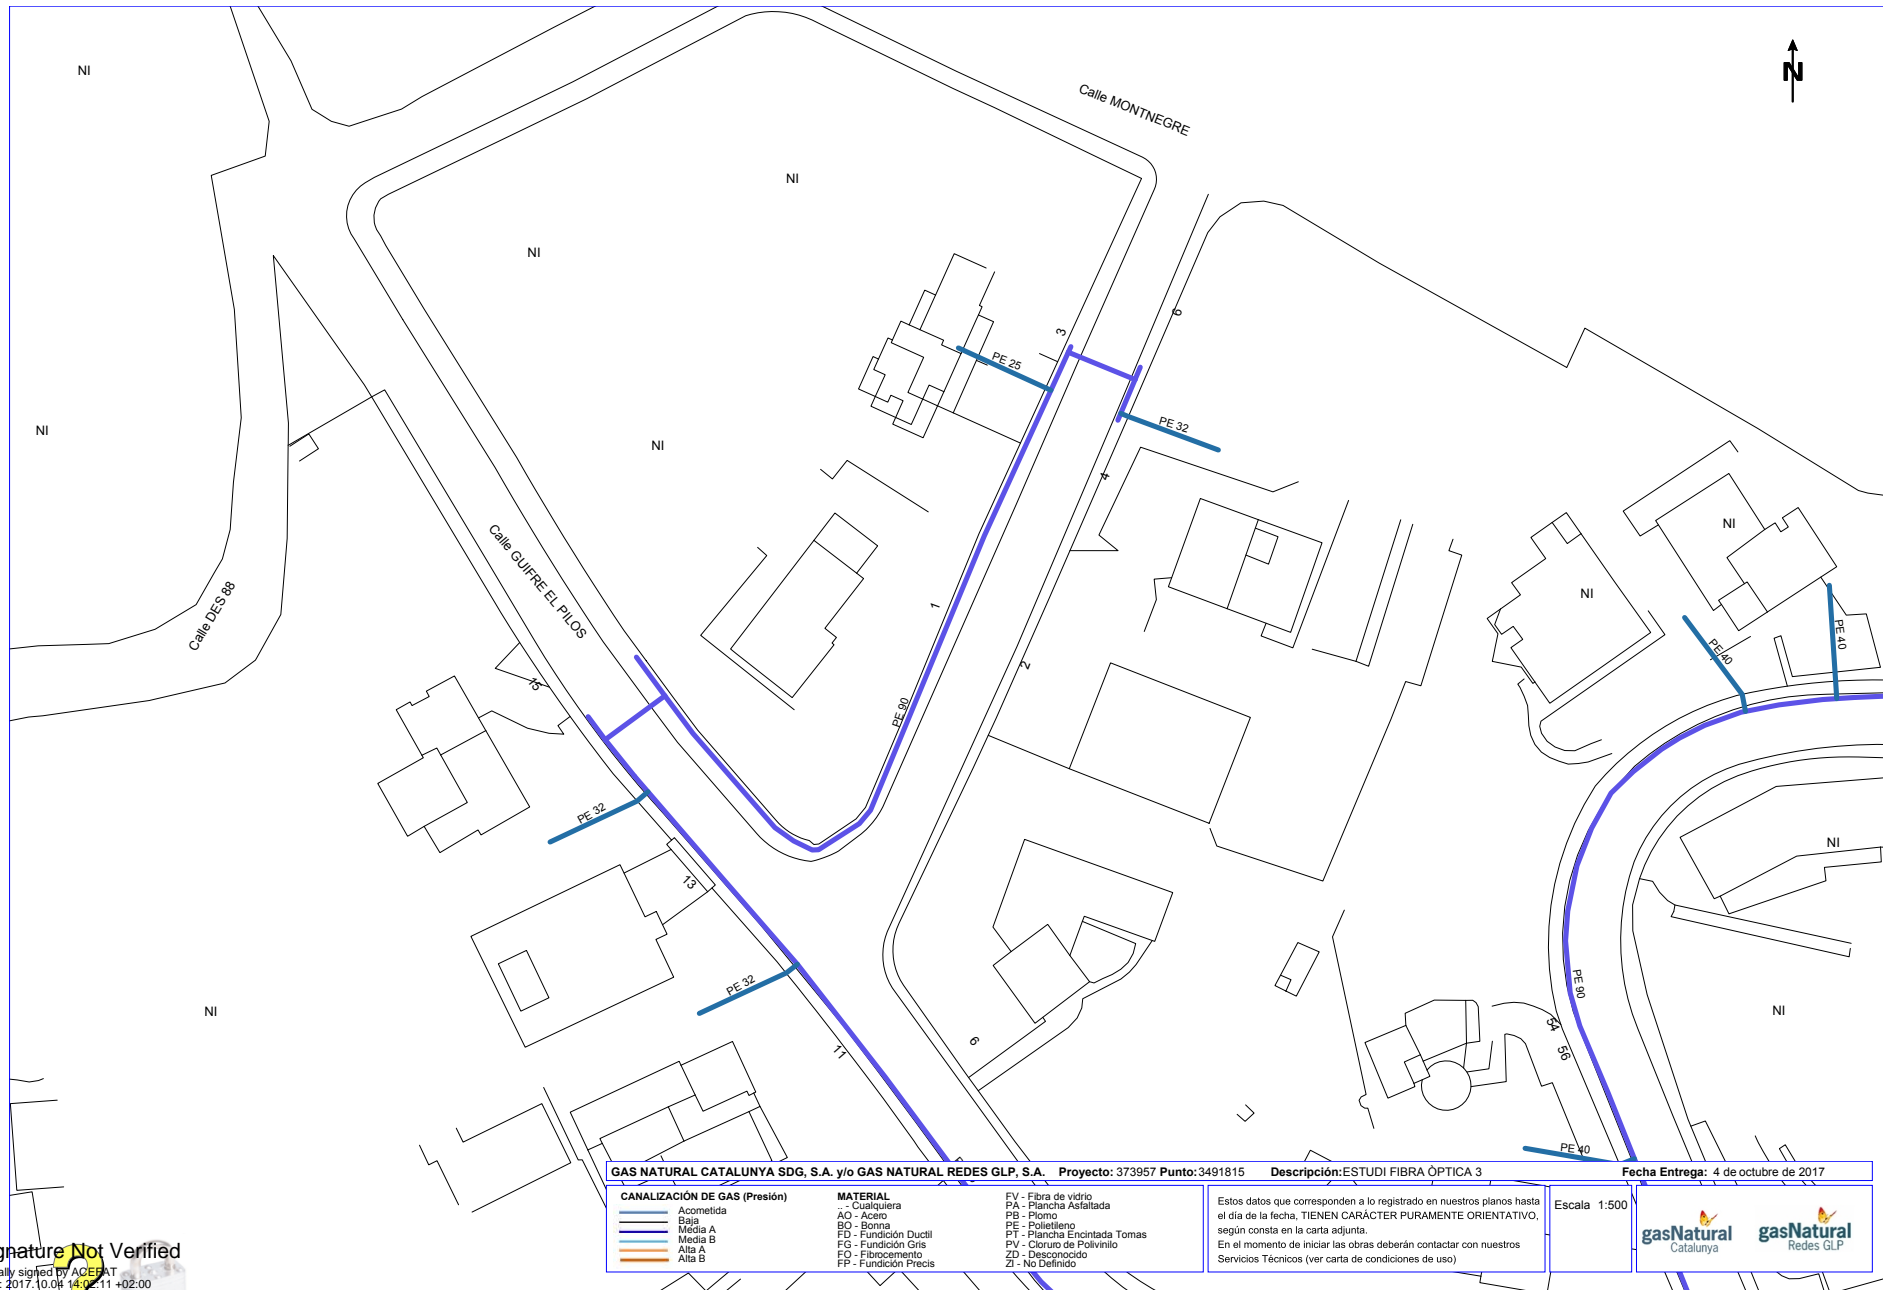 NI
N
Calle MONTNEGRE
NI
NI
6
3
PE 25
PE 32
NI
NI
4
NI
Calle GUIFRE EL PILOS
NI
Calle DES 88
1
PE 40
PE 40
2
15
PE 90
PE 32
NI
13
PE 32
PE 90
NI
NI
54
56
6
11
PE 40
GAS NATURAL CATALUNYA SDG, S.A. y/o GAS NATURAL REDES GLP, S.A. Proyecto: 373957 Punto:3491815 Descripción:ESTUDI FIBRA ÒPTICA 3 Fecha Entrega: 4 de octubre de 2017
CANALIZACIÓN DE GAS (Presión)
Acometida
Baja
Media A
Media B
Alta A
Alta B
MATERIAL
.. - Cualquiera
AO - Acero
BO - Bonna
FD - Fundición Ductil
FG - Fundición Gris
FO - Fibrocemento
FP - Fundición Precis
FV - Fibra de vidrio
PA - Plancha Asfaltada
PB - Plomo
PE - Polietileno
PT - Plancha Encintada Tomas
PV - Cloruro de Polivinilo
ZD - Desconocido
ZI - No Definido
Estos datos que corresponden a lo registrado en nuestros planos hasta
el día de la fecha, TIENEN CARÁCTER PURAMENTE ORIENTATIVO,
según consta en la carta adjunta.
En el momento de iniciar las obras deberán contactar con nuestros
Servicios Técnicos (ver carta de condiciones de uso)
Escala 1:500
gasNatural
Catalunya
gasNatural
Redes GLP
gnature Not Verified
ally signed by ACEFAT
: 2017.10.04 14:02:11 +02:00